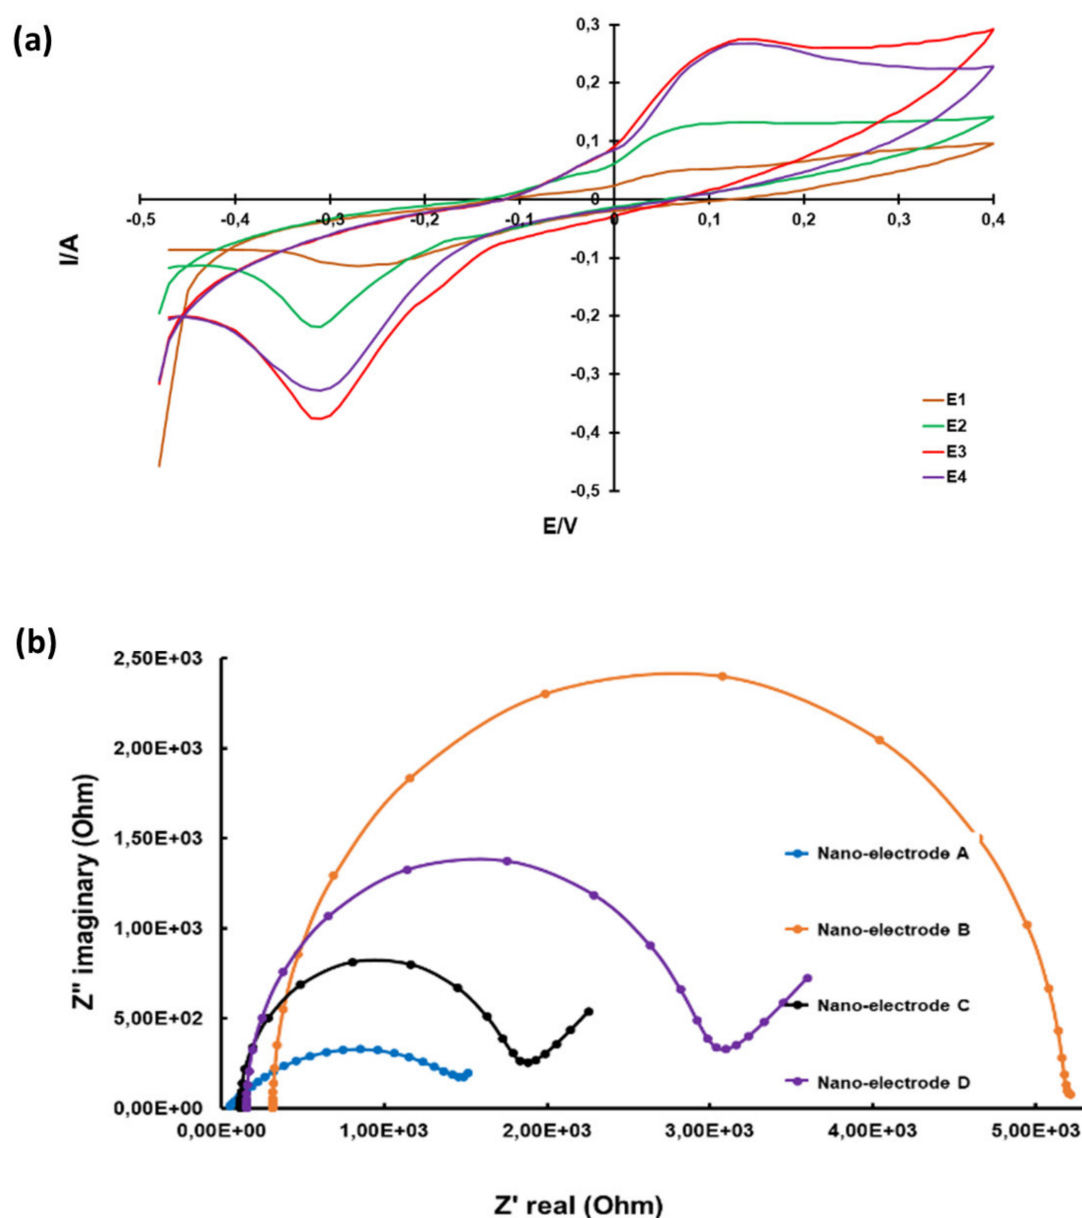 (a)
0,3
0,2
0,1
0
-0,1
-0,2
-0,3
-0,4
-0,5
-0,5 -0,4 -0,3 -0,2 -0,1 0 0,1 0,2 0,3 0,4
I/A
E/V
E1
E2
E3
E4
(b)
2,50E+03
2,00E+03
1,50E+03
1,00E+03
5,00E+02
0,00E+00
0,00E+00 1,00E+03 2,00E+03 3,00E+03 4,00E+03 5,00E+03
Z'' imaginary (Ohm)
Z' real (Ohm)
Nano-electrode A
Nano-electrode B
Nano-electrode C
Nano-electrode D